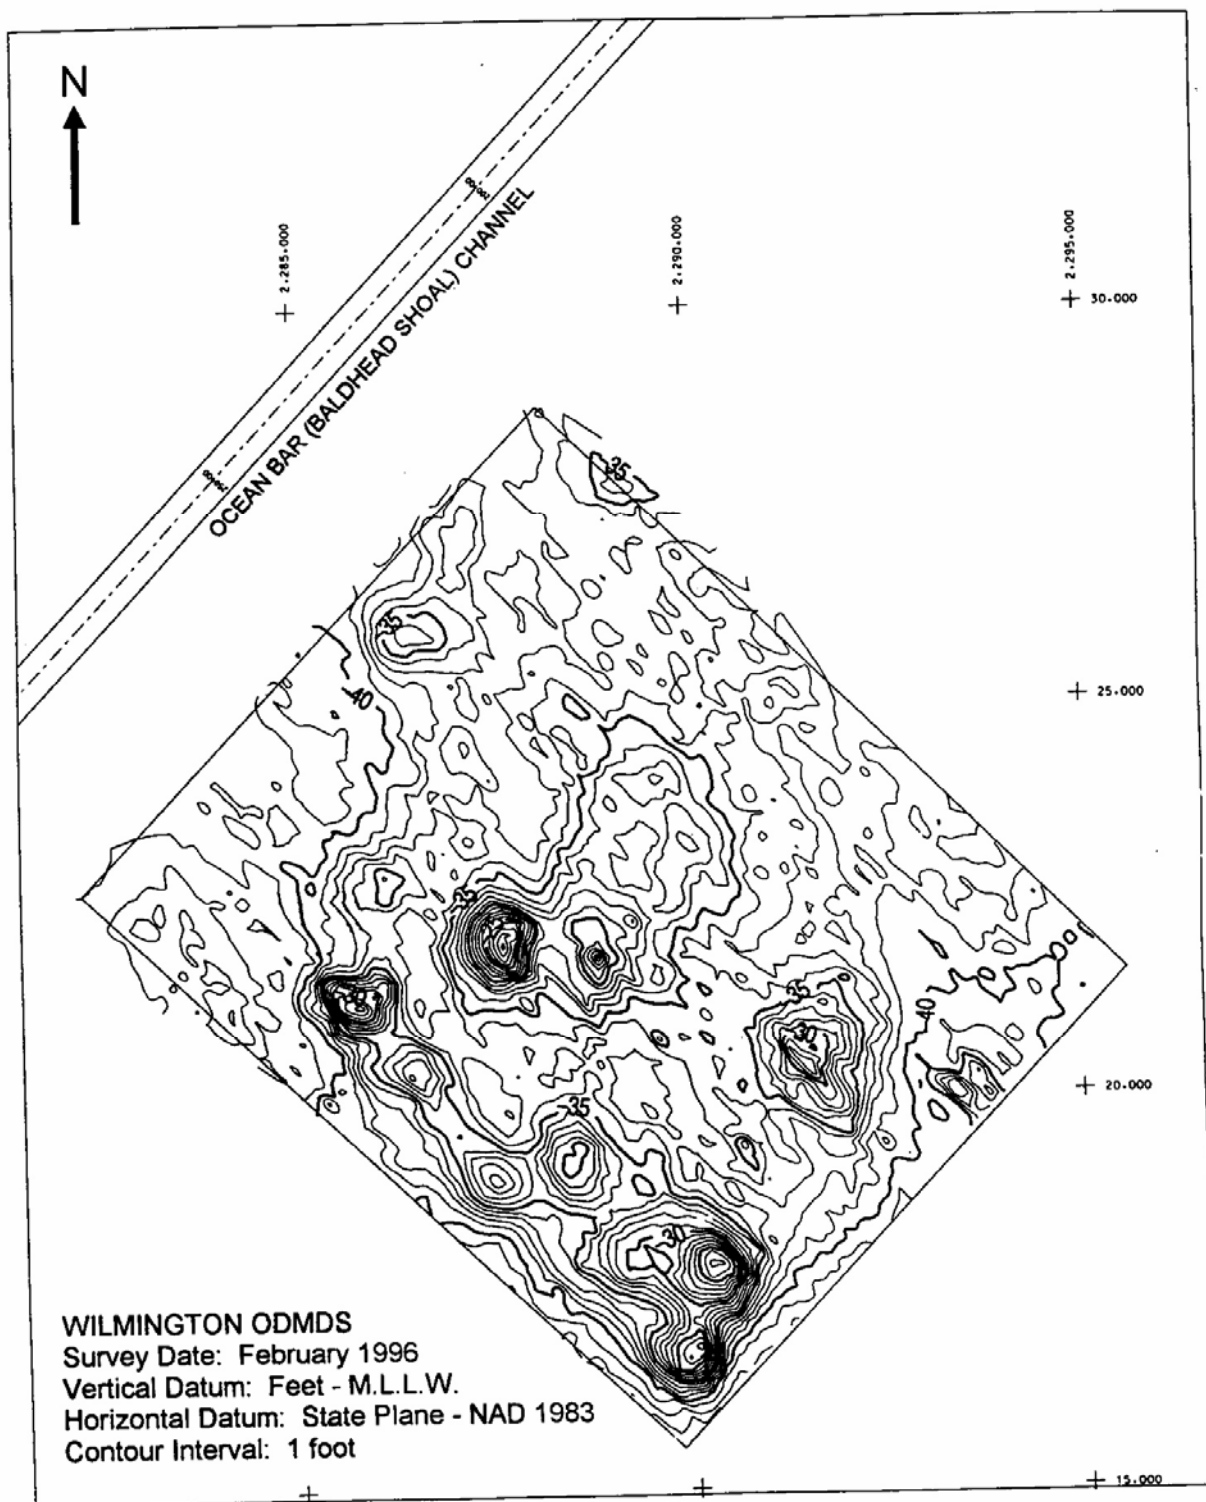 N
OCEAN BAR (BALDHEAD SHOAL) CHANNEL
2.285.000
2.290.000
2.295.000
30.000
35
35
-40
25.000
-35
-30
35
-30
-40
20.000
-35
-30
WILMINGTON ODMDS
Survey Date: February 1996
Vertical Datum: Feet - M.L.L.W.
Horizontal Datum: State Plane - NAD 1983
Contour Interval: 1 foot
15.000